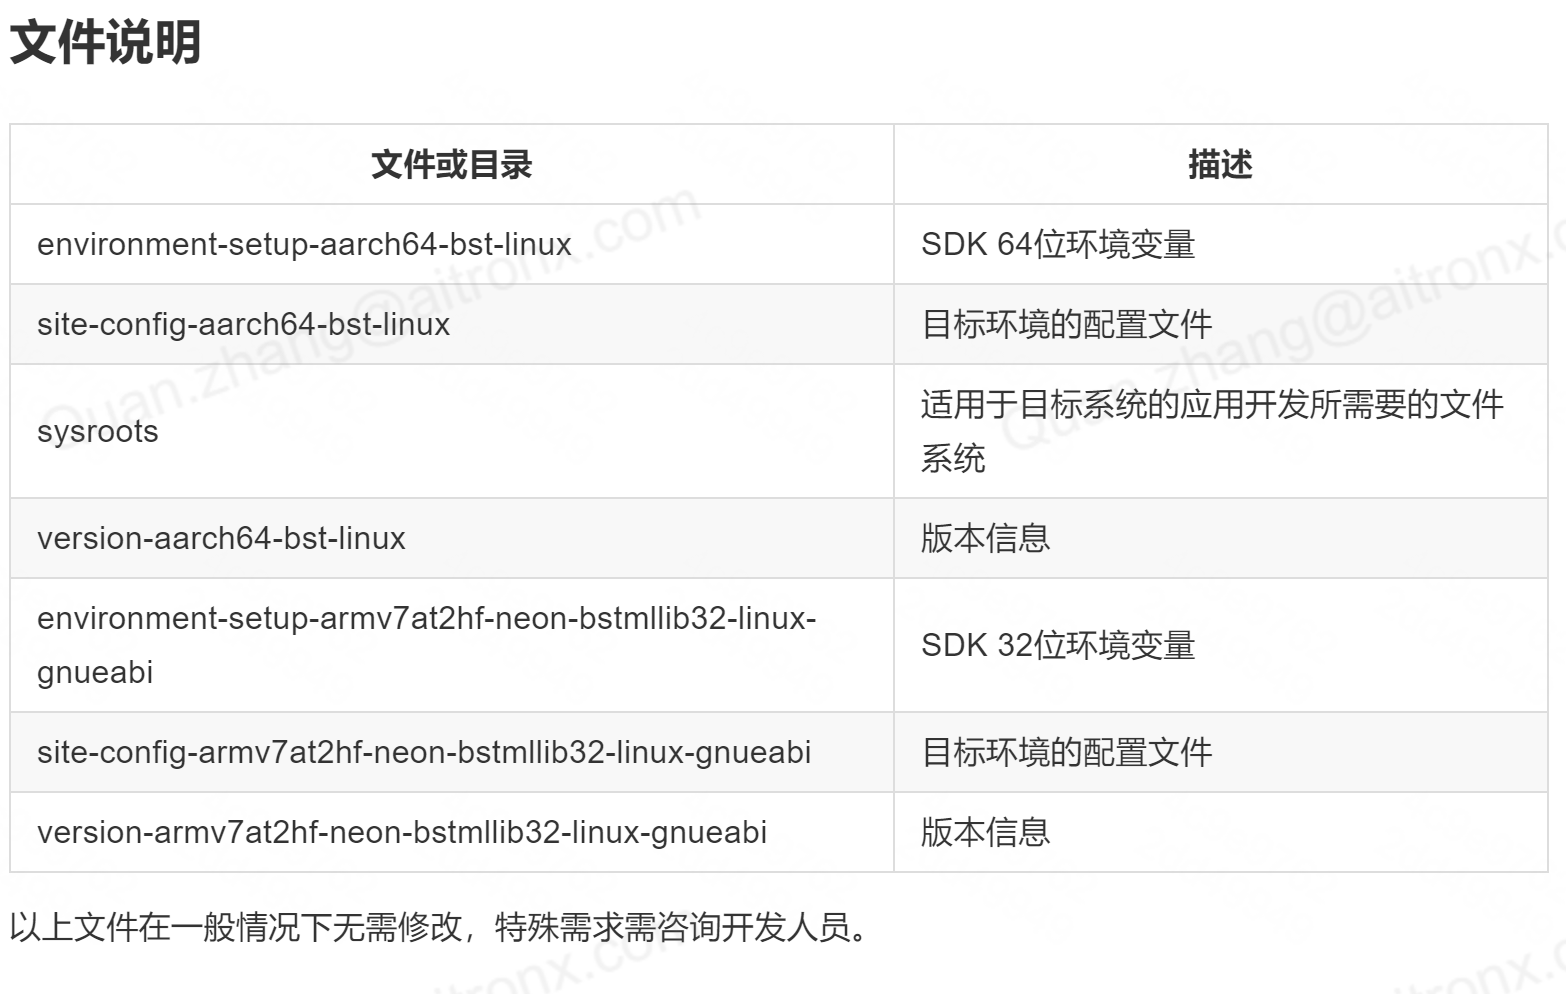 文件说明
文件或目录
描述
environment-setup-aarch64-bst-linux
SDK 64位环境变量
site-config-aarch64-bst-linux
目标环境的配置文件
sysroots
适用于目标系统的应用开发所需要的文件
系统
version-aarch64-bst-linux
版本信息
environment-setup-armv7at2hf-neon-bstmllib32-linux-
gnueabi
SDK 32位环境变量
site-config-armv7at2hf-neon-bstmllib32-linux-gnueabi
目标环境的配置文件
version-armv7at2hf-neon-bstmllib32-linux-gnueabi
版本信息
以上文件在一般情况下无需修改，特殊需求需咨询开发人员。
Quan.zhang@aitronx.com
Quan.zhang@aitronx.c
aitronx.com
aitronx.c